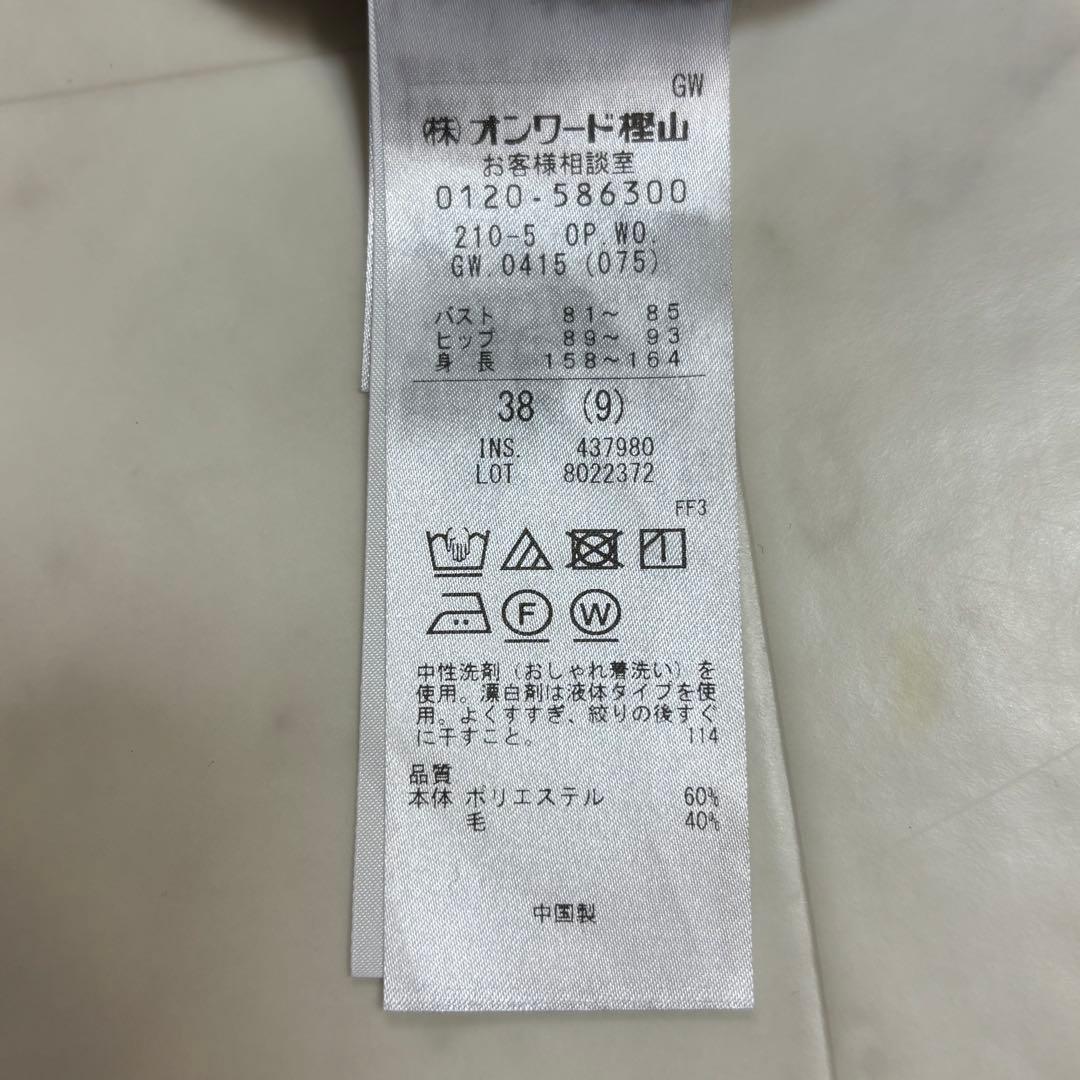 GW
(株)オンワード樫山
お客様相談室
0120-586300
210-5 OP WO.
GW 0415 (075)
バスト 81～ 85
ヒップ 89～ 93
身長 158～164
38 (9)
INS. 437980
LOT 8022372
FF3
F W
中性洗剤（おしゃれ着洗い）を
使用。漂白剤は液体タイプを使
用。よくすすぎ、絞りの後すぐ
に干すこと。 114
品質
本体 ポリエステル 60%
毛 40%
中国製